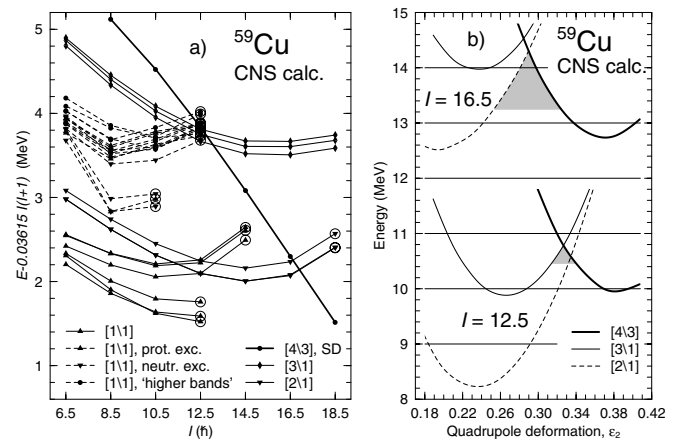 a)
59Cu
CNS calc.
E-0.03615 I(I+1) (MeV)
5
4
3
2
1
[1\1]
[1\1], prot. exc.
[1\1], neutr. exc.
[1\1], 'higher bands'
[4\3], SD
[3\1]
[2\1]
6.5 8.5 10.5 12.5 14.5 16.5 18.5
I (ħ)
b)
59Cu
CNS calc.
Energy (MeV)
15
14
13
12
11
10
9
I = 16.5
I = 12.5
[4\3]
[3\1]
[2\1]
0.18 0.22 0.26 0.30 0.34 0.38 0.42
Quadrupole deformation, ε2